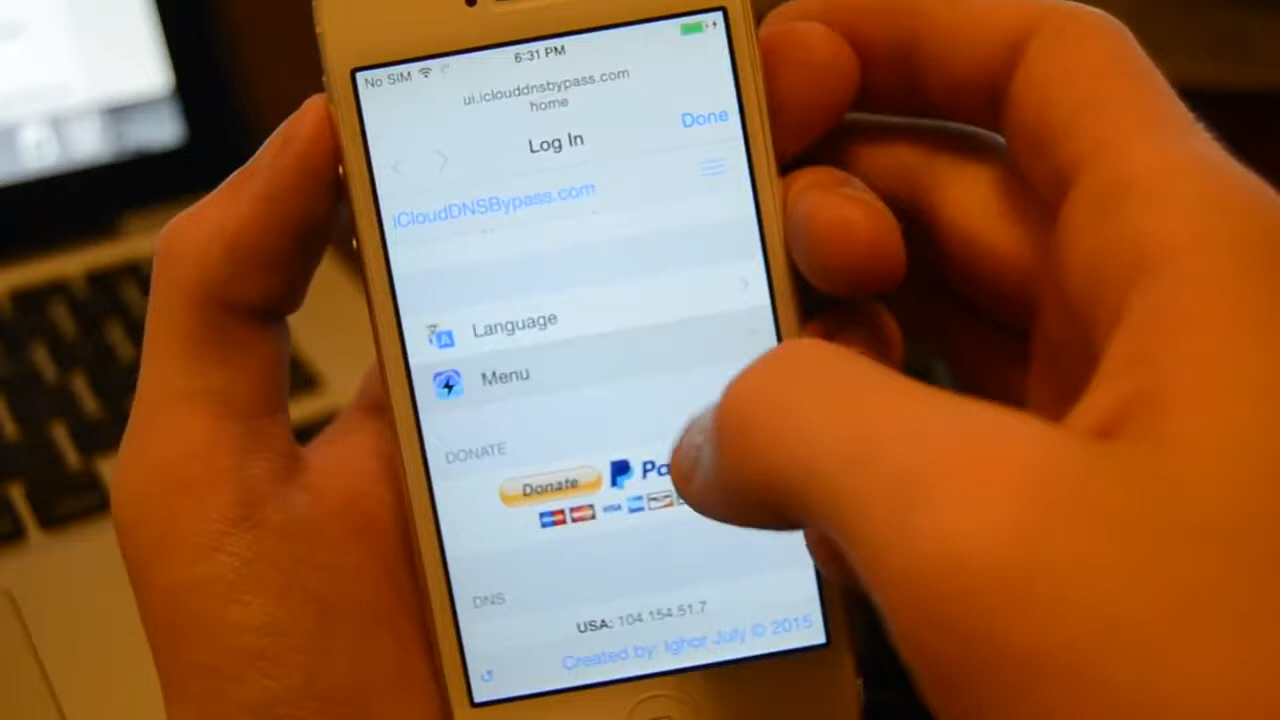 No SIM 6:31 PM
ui.iclouddnsbypass.com
home
Log In Done
iCloudDNSBypass.com
Language
Menu
DONATE
Donate
VISA
DNS
USA: 104.154.51.7
Created by: Ighor July © 2015